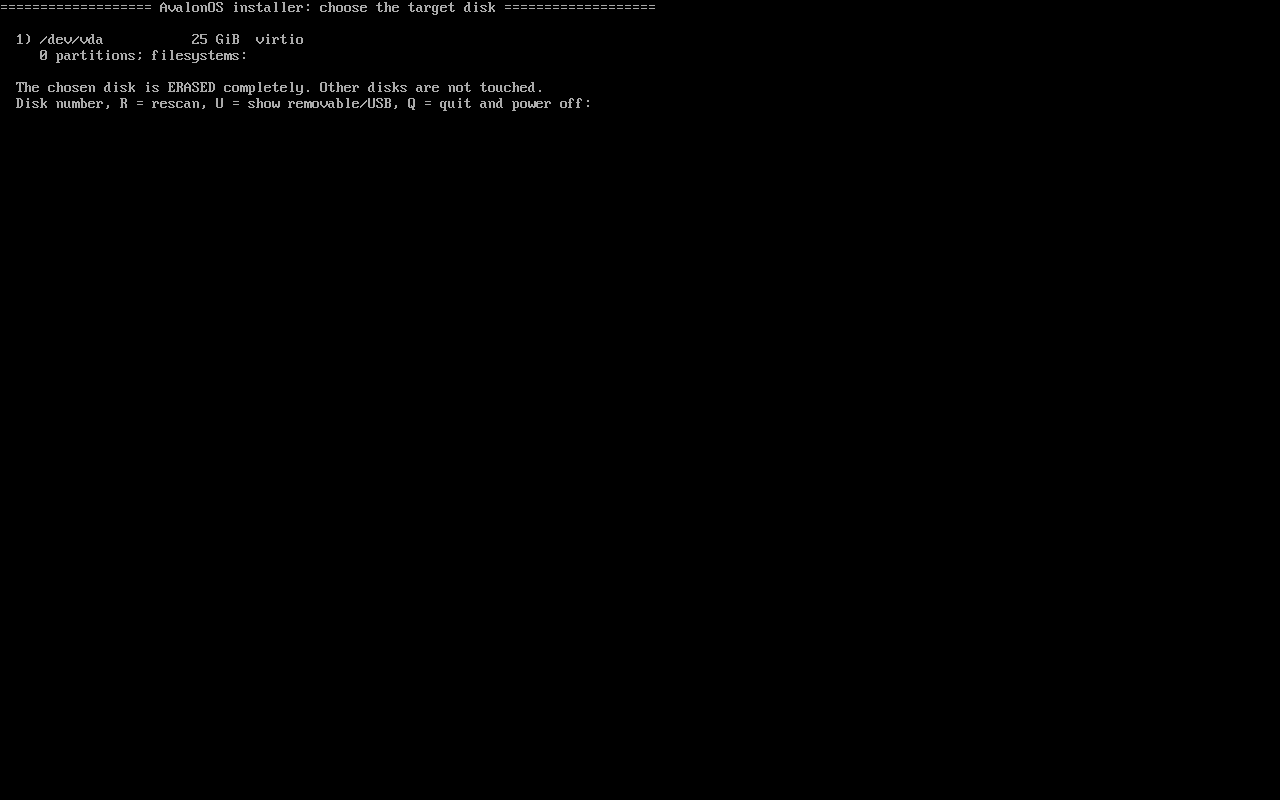 =================== AvalonOS installer: choose the target disk ===================
1) /dev/vda           25 GiB  virtio
   0 partitions; filesystems:
The chosen disk is ERASED completely. Other disks are not touched.
Disk number, R = rescan, U = show removable/USB, Q = quit and power off: